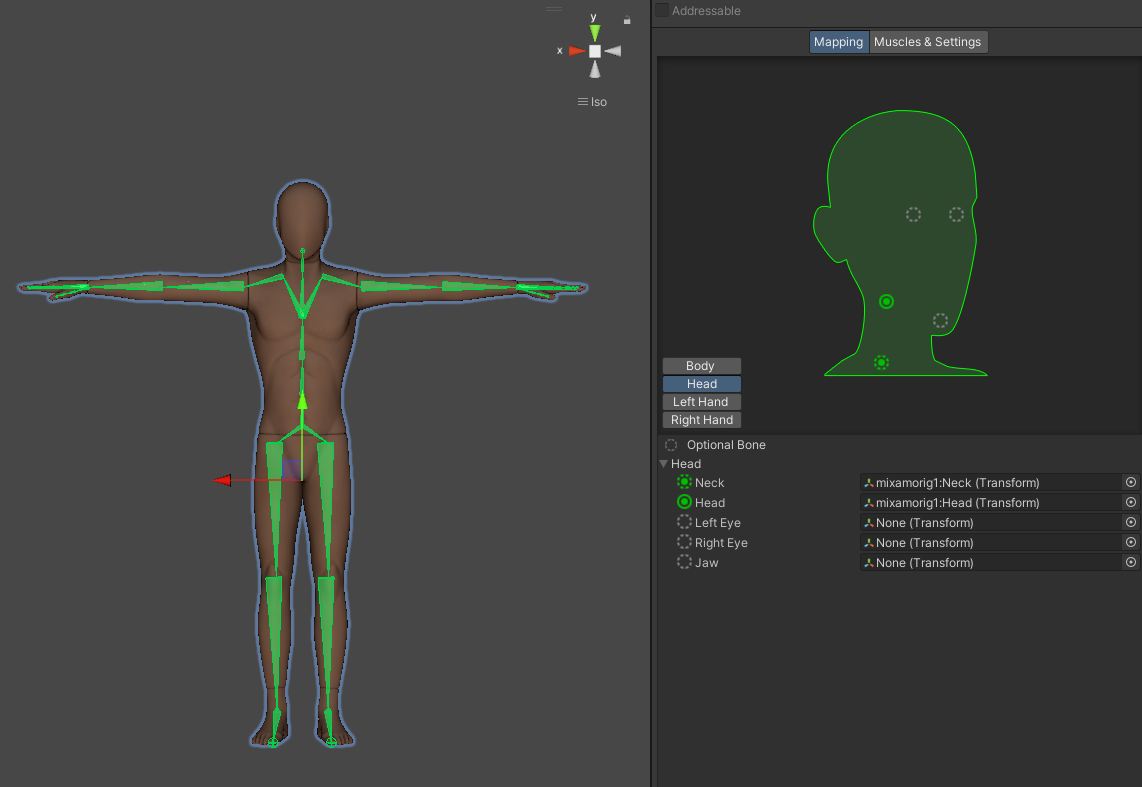 y
x
Iso
Addressable
Mapping
Muscles & Settings
Body
Head
Left Hand
Right Hand
Optional Bone
Head
Neck mixamorig1:Neck (Transform)
Head mixamorig1:Head (Transform)
Left Eye None (Transform)
Right Eye None (Transform)
Jaw None (Transform)